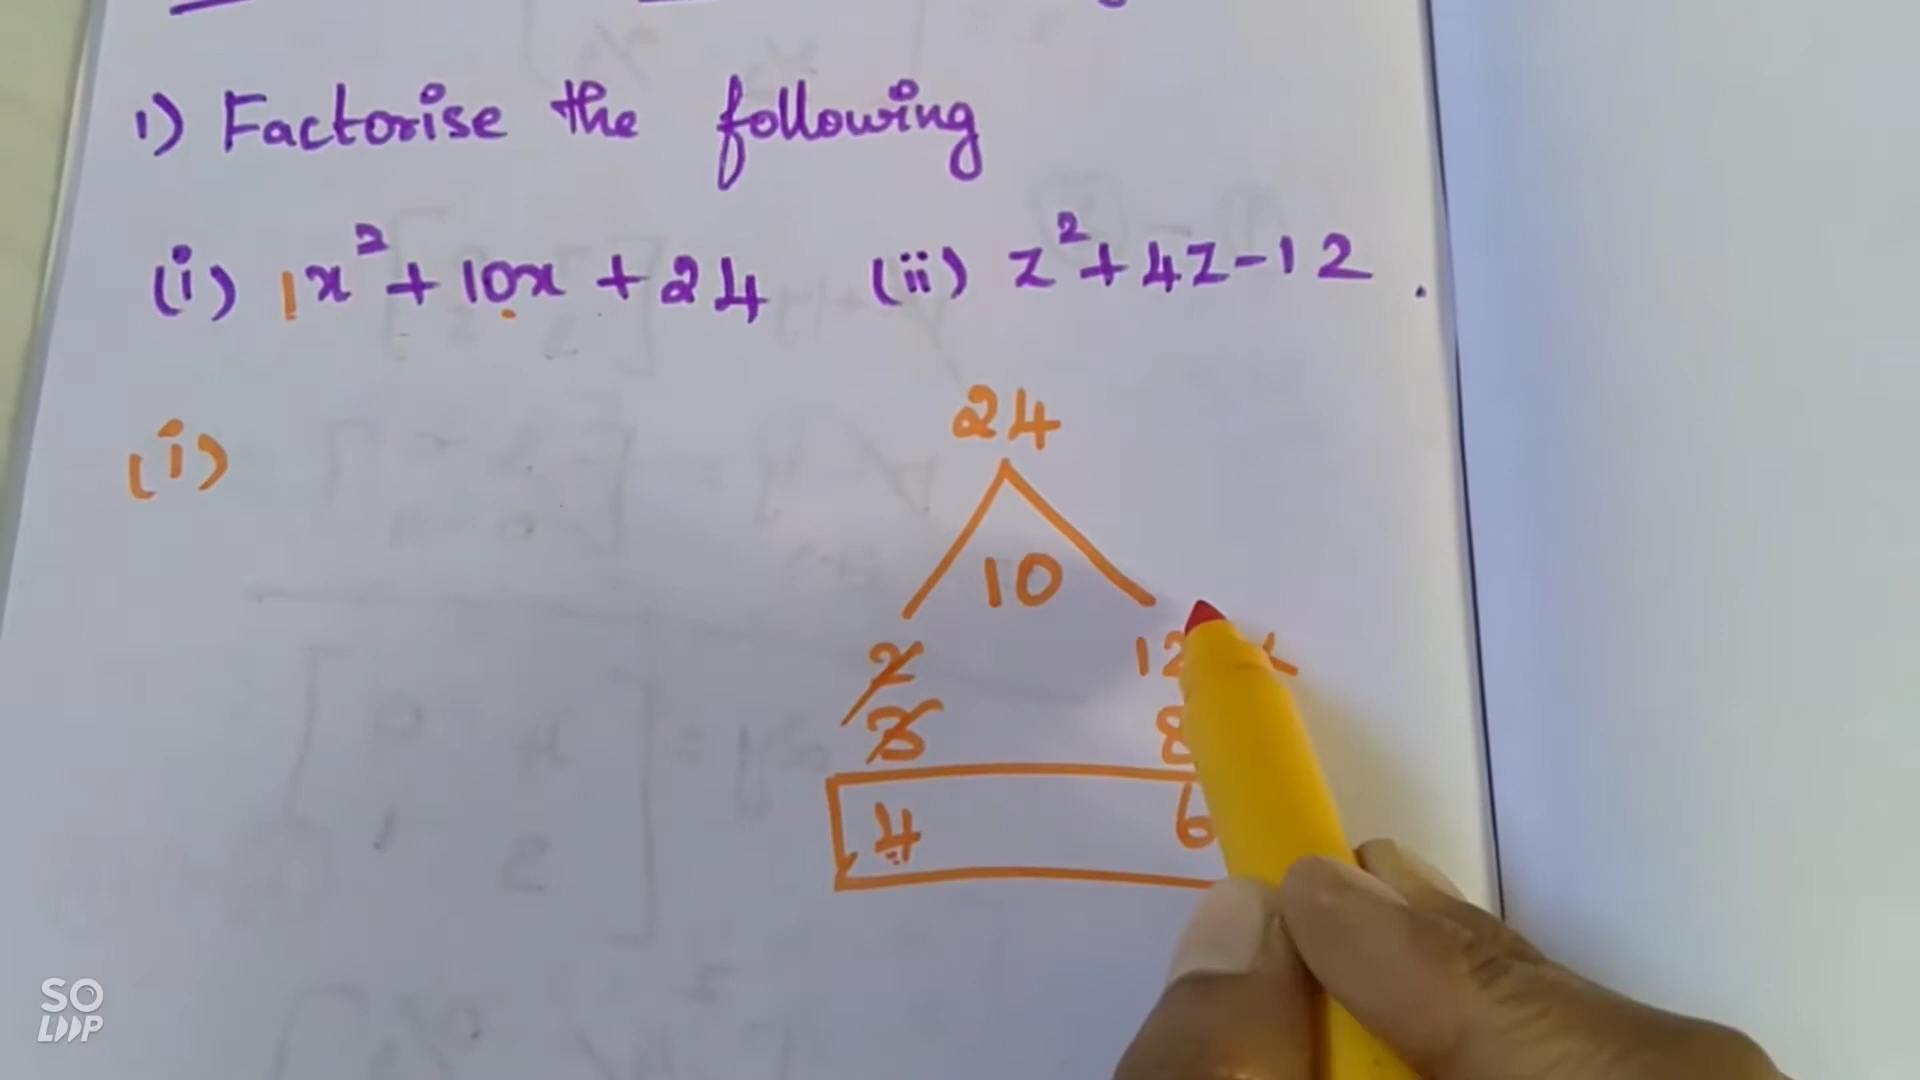 1) Factorise the following
(i) 1x² + 10x + 24 (ii) z² + 4z - 12 .
(i)
24
10
2 12
3 8
4 6
SO
LOOP